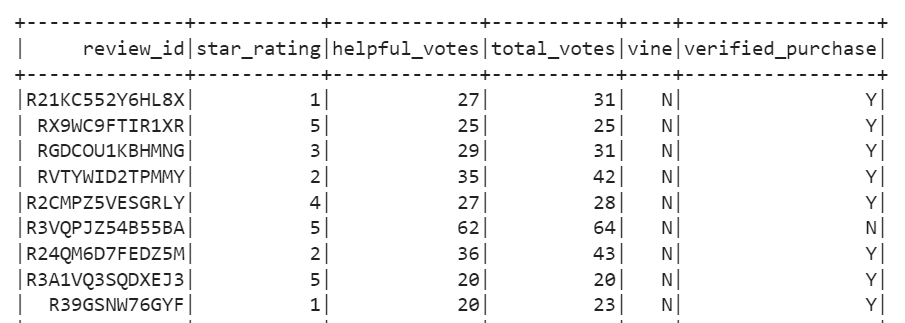 +--------------+-----------+-------------+-----------+----+-----------------+
|     review_id|star_rating|helpful_votes|total_votes|vine|verified_purchase|
+--------------+-----------+-------------+-----------+----+-----------------+
|R21KC552Y6HL8X|          1|           27|         31|   N|                Y|
| RX9WC9FTIR1XR|          5|           25|         25|   N|                Y|
| RGDCOU1KBHMNG|          3|           29|         31|   N|                Y|
| RVTYWID2TPMMY|          2|           35|         42|   N|                Y|
|R2CMPZ5VESGRLY|          4|           27|         28|   N|                Y|
|R3VQPJZ54B55BA|          5|           62|         64|   N|                N|
|R24QM6D7FEDZ5M|          2|           36|         43|   N|                Y|
|R3A1VQ3SQDXEJ3|          5|           20|         20|   N|                Y|
|  R39GSNW76GYF|          1|           20|         23|   N|                Y|